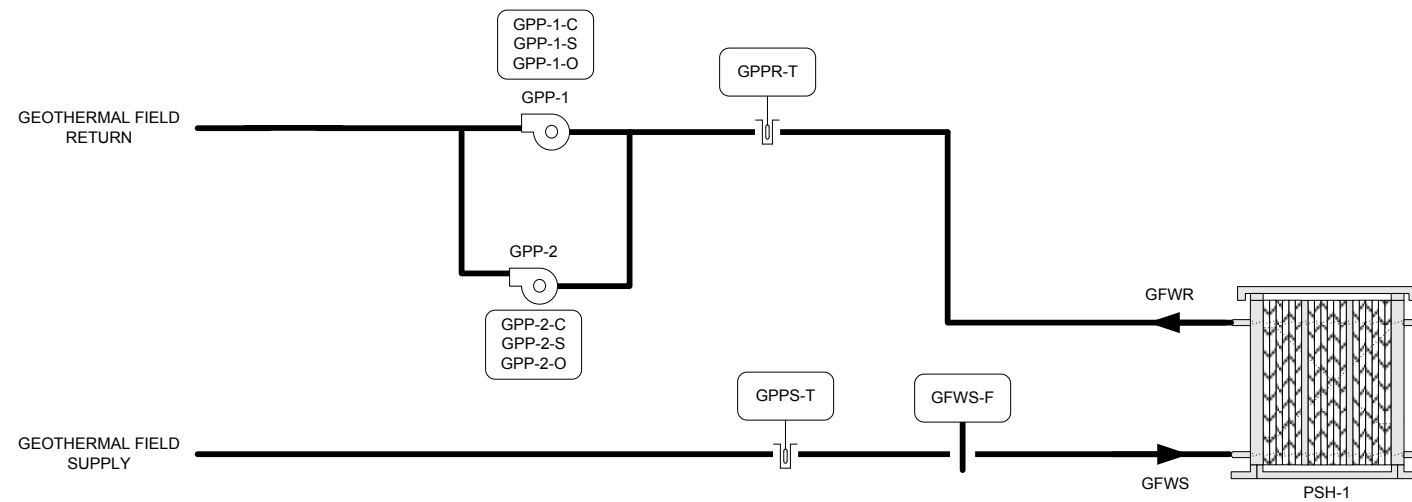 GPP-1-C
GPP-1-S
GPP-1-O
GPP-1
GPPR-T
GEOTHERMAL FIELD
RETURN
GPP-2
GPP-2-C
GPP-2-S
GPP-2-O
GFWR
GPPS-T
GFWS-F
GEOTHERMAL FIELD
SUPPLY
GFWS
PSH-1